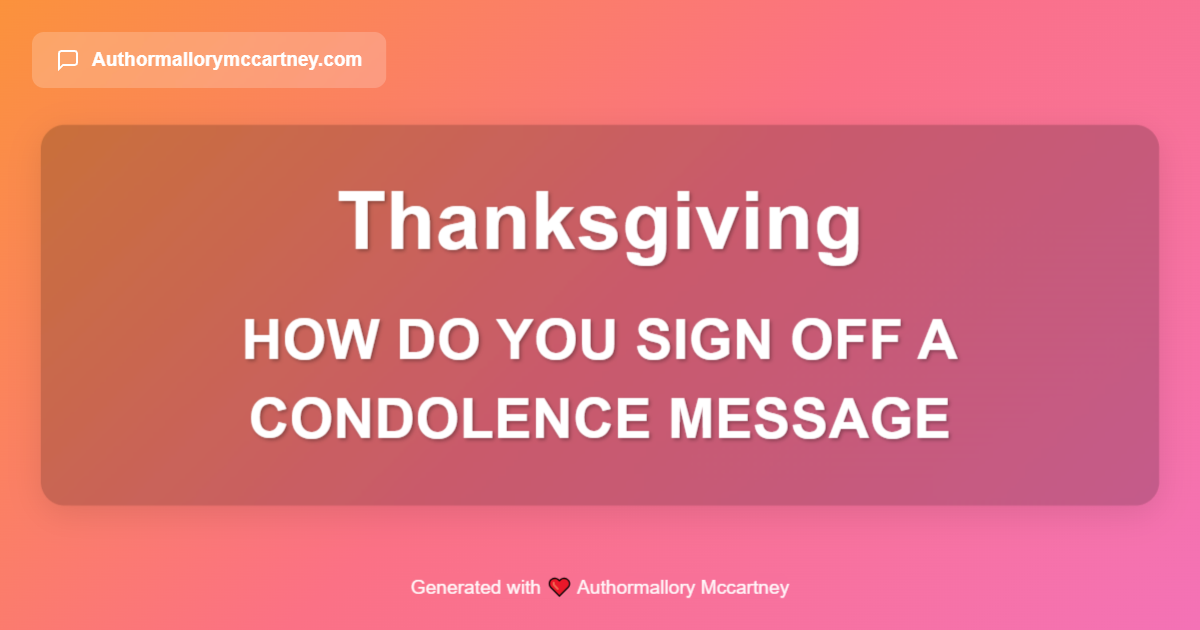 Authormallorymccartney.com
Thanksgiving
HOW DO YOU SIGN OFF A
CONDOLENCE MESSAGE
Generated with ❤️ Authormallory Mccartney